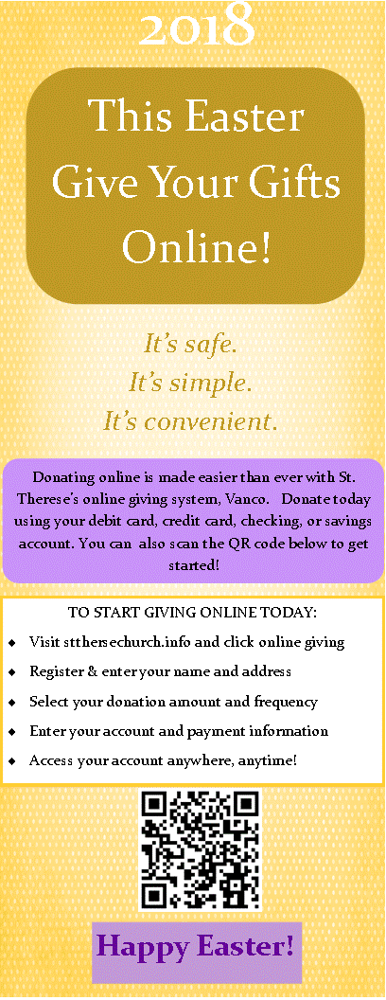 2018
This Easter
Give Your Gifts
Online!
It's safe.
It's simple.
It's convenient.
Donating online is made easier than ever with St.
Therese's online giving system, Vanco.   Donate today
using your debit card, credit card, checking, or savings
account. You can  also scan the QR code below to get
started!
TO START GIVING ONLINE TODAY:
♦ Visit stthersechurch.info and click online giving
♦ Register & enter your name and address
♦ Select your donation amount and frequency
♦ Enter your account and payment information
♦ Access your account anywhere, anytime!
Happy Easter!